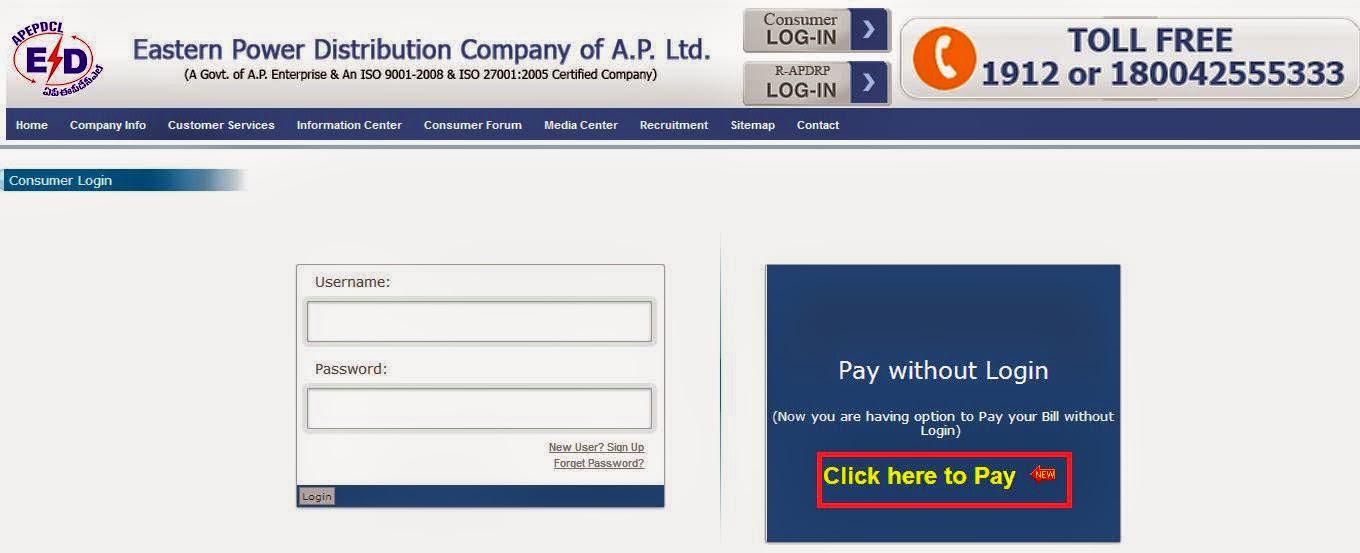 APEPDCL
E D
ఏపిఈపిడిసిఎల్
Eastern Power Distribution Company of A.P. Ltd.
(A Govt. of A.P. Enterprise & An ISO 9001-2008 & ISO 27001:2005 Certified Company)
Consumer
LOG-IN
R-APDRP
LOG-IN
TOLL FREE
1912 or 180042555333
Home Company Info Customer Services Information Center Consumer Forum Media Center Recruitment Sitemap Contact
Consumer Login
Username:
Password:
New User? Sign Up
Forget Password?
Login
Pay without Login
(Now you are having option to Pay your Bill without
Login)
Click here to Pay NEW